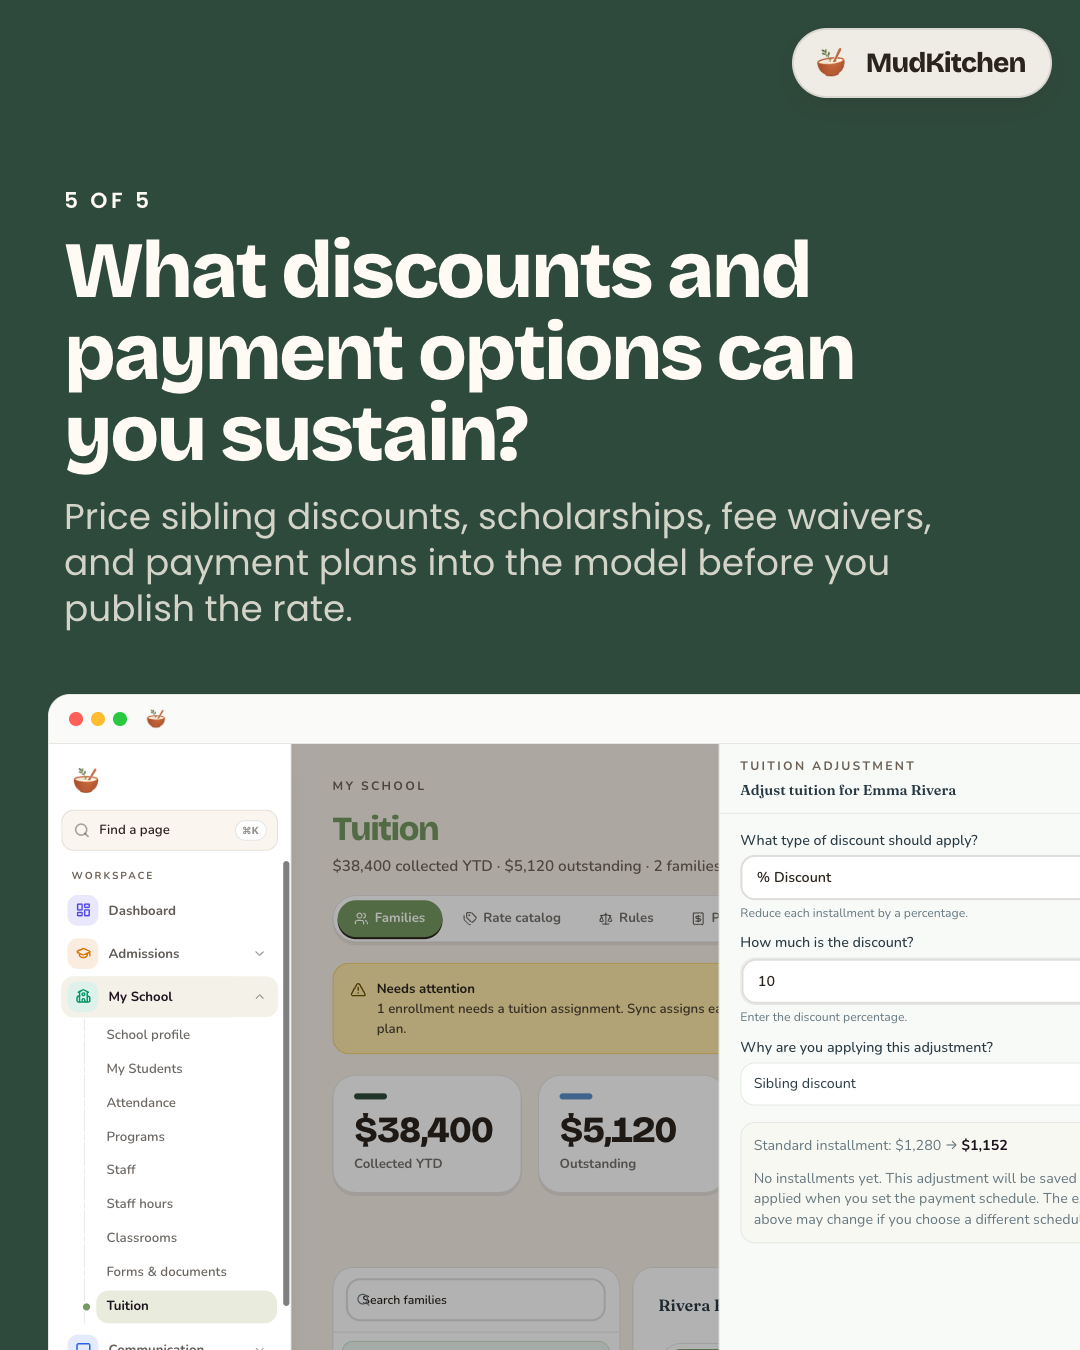 MudKitchen
5 OF 5
What discounts and
payment options can
you sustain?
Price sibling discounts, scholarships, fee waivers,
and payment plans into the model before you
publish the rate.
Find a page
⌘K
WORKSPACE
Dashboard
Admissions
My School
School profile
My Students
Attendance
Programs
Staff
Staff hours
Classrooms
Forms & documents
Tuition
Communication
MY SCHOOL
Tuition
$38,400 collected YTD · $5,120 outstanding · 2 families
Families
Rate catalog
Rules
P
Needs attention
1 enrollment needs a tuition assignment. Sync assigns ea
plan.
$38,400
Collected YTD
$5,120
Outstanding
Search families
Rivera
TUITION ADJUSTMENT
Adjust tuition for Emma Rivera
What type of discount should apply?
% Discount
Reduce each installment by a percentage.
How much is the discount?
10
Enter the discount percentage.
Why are you applying this adjustment?
Sibling discount
Standard installment: $1,280 → $1,152
No installments yet. This adjustment will be saved
applied when you set the payment schedule. The e
above may change if you choose a different schedu